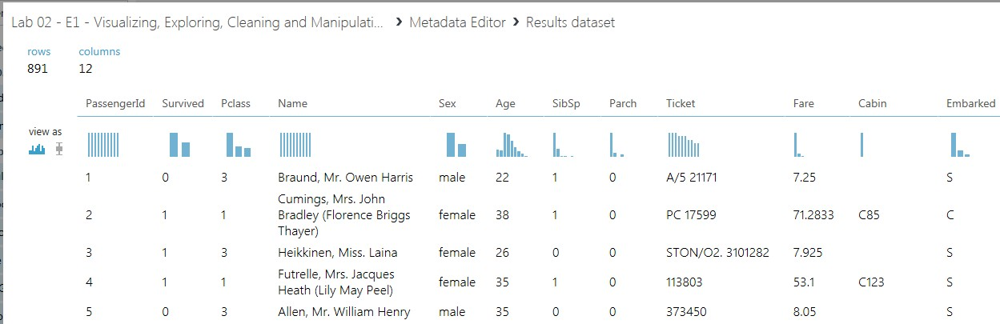 Lab 02 - E1 - Visualizing, Exploring, Cleaning and Manipulati... › Metadata Editor › Results dataset
rows columns
891 12
PassengerId Survived Pclass Name Sex Age SibSp Parch Ticket Fare Cabin Embarked
view as
1 0 3 Braund, Mr. Owen Harris male 22 1 0 A/5 21171 7.25 S
Cumings, Mrs. John
2 1 1 Bradley (Florence Briggs female 38 1 0 PC 17599 71.2833 C85 C
Thayer)
3 1 3 Heikkinen, Miss. Laina female 26 0 0 STON/O2. 3101282 7.925 S
4 1 1 Futrelle, Mrs. Jacques female 35 1 0 113803 53.1 C123 S
Heath (Lily May Peel)
5 0 3 Allen, Mr. William Henry male 35 0 0 373450 8.05 S